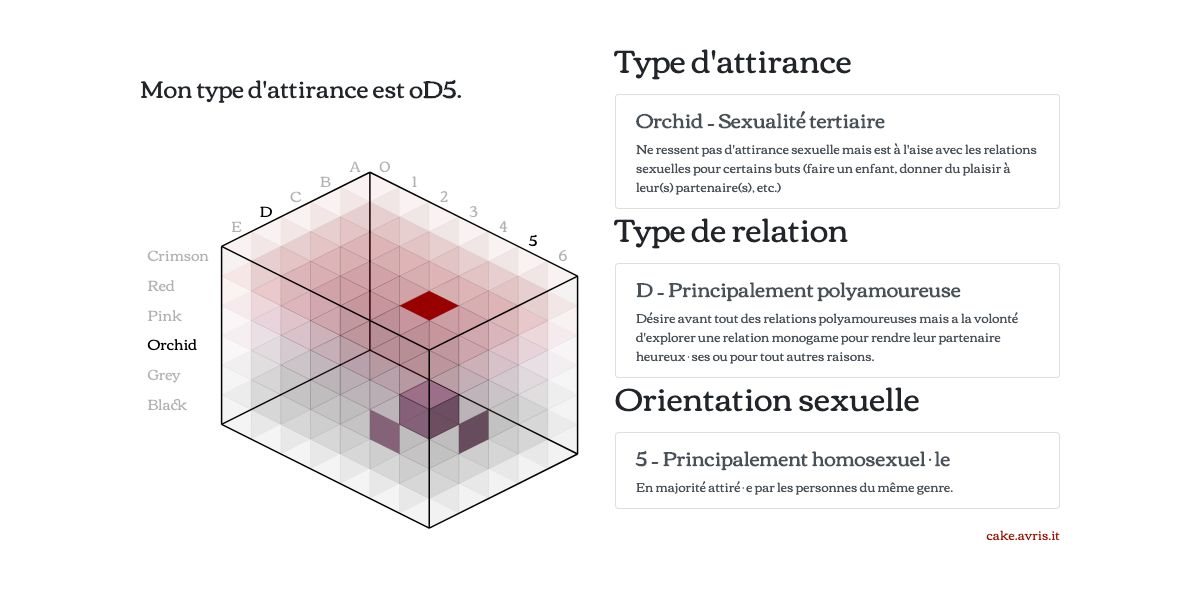 Mon type d'attirance est oD5.
A O
B 1
C 2
D 3
E 4
5
6
Crimson
Red
Pink
Orchid
Grey
Black
Type d'attirance
Orchid - Sexualité tertiaire
Ne ressent pas d'attirance sexuelle mais est à l'aise avec les relations
sexuelles pour certains buts (faire un enfant, donner du plaisir à
leur(s) partenaire(s), etc.)
Type de relation
D - Principalement polyamoureuse
Désire avant tout des relations polyamoureuses mais a la volonté
d'explorer une relation monogame pour rendre leur partenaire
heureux·ses ou pour tout autres raisons.
Orientation sexuelle
5 - Principalement homosexuel·le
En majorité attiré·e par les personnes du même genre.
cake.avris.it